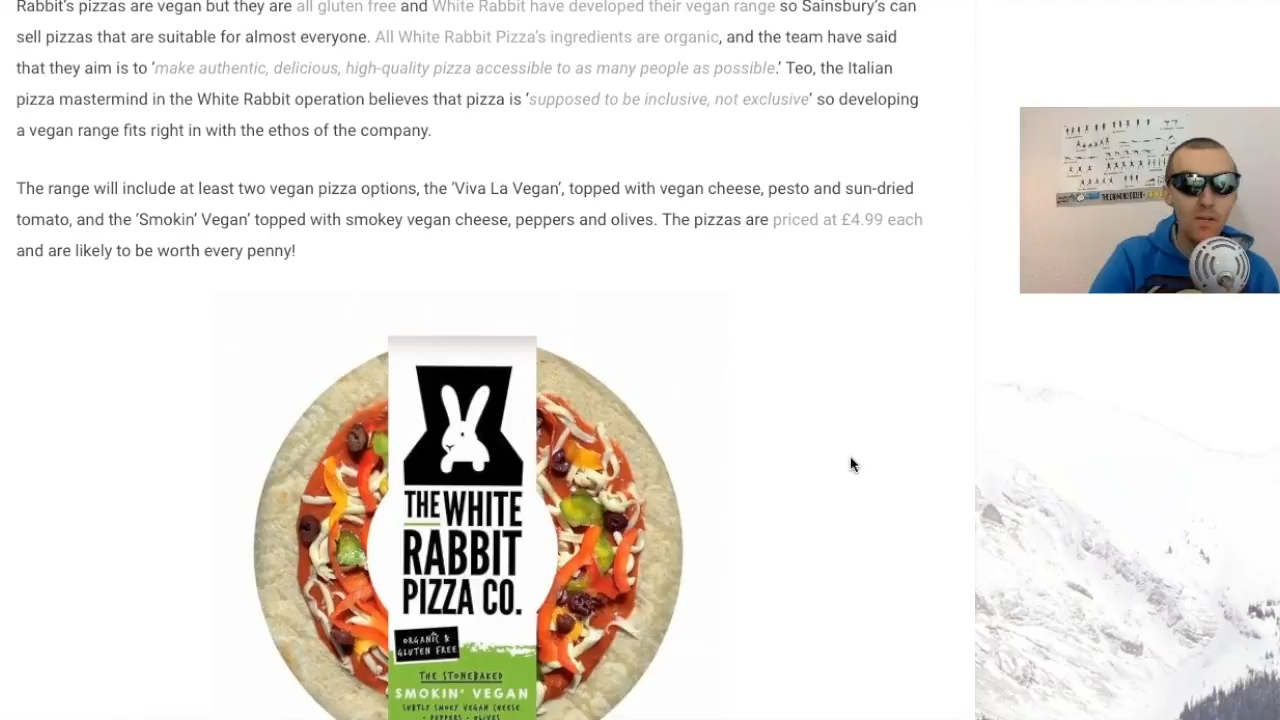 Rabbit's pizzas are vegan but they are all gluten free and White Rabbit have developed their vegan range so Sainsbury's can
sell pizzas that are suitable for almost everyone. All White Rabbit Pizza's ingredients are organic, and the team have said
that they aim is to ‘make authentic, delicious, high-quality pizza accessible to as many people as possible.’ Teo, the Italian
pizza mastermind in the White Rabbit operation believes that pizza is ‘supposed to be inclusive, not exclusive’ so developing
a vegan range fits right in with the ethos of the company.
The range will include at least two vegan pizza options, the ‘Viva La Vegan’, topped with vegan cheese, pesto and sun-dried
tomato, and the ‘Smokin’ Vegan’ topped with smokey vegan cheese, peppers and olives. The pizzas are priced at £4.99 each
and are likely to be worth every penny!
THE WHITE
RABBIT
PIZZA CO.
ORGANIC &
GLUTEN FREE
THE STONEBAKED
SMOKIN' VEGAN
SUBTLY SMOKY VEGAN CHEESE
• PEPPERS • OLIVES